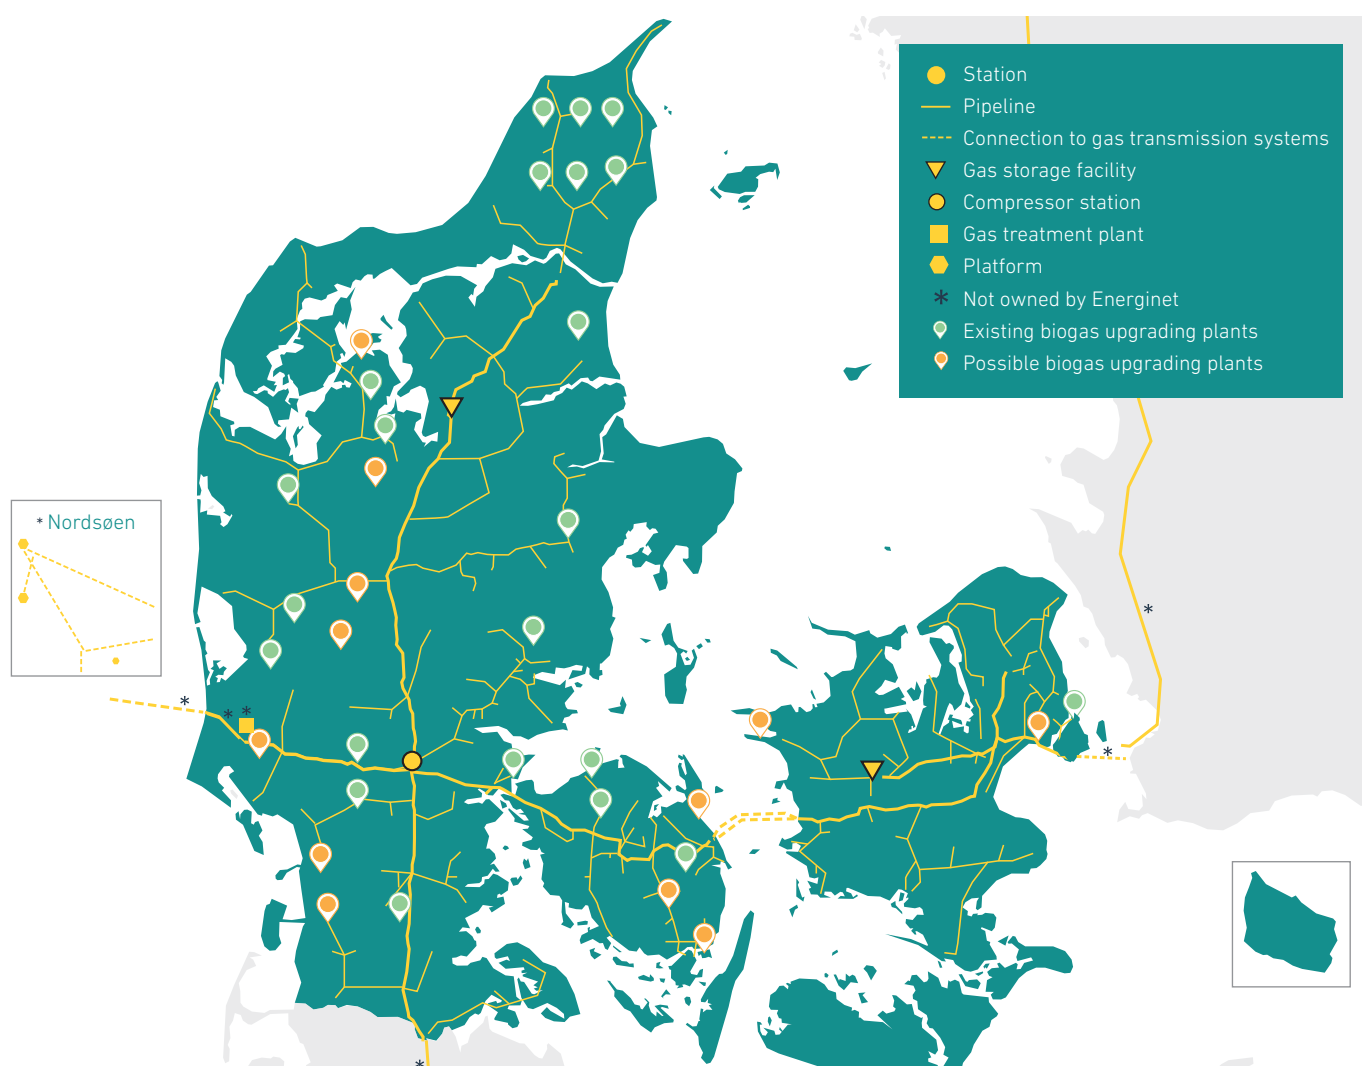 Station
Pipeline
Connection to gas transmission systems
Gas storage facility
Compressor station
Gas treatment plant
Platform
* Not owned by Energinet
Existing biogas upgrading plants
Possible biogas upgrading plants
* Nordsøen
*
*
* *
*
*